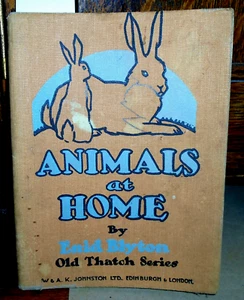 ANIMALS
at
HOME
By
Enid Blyton
Old Thatch Series
W & A. K. JOHNSTON LTD. EDINBURGH & LONDON.